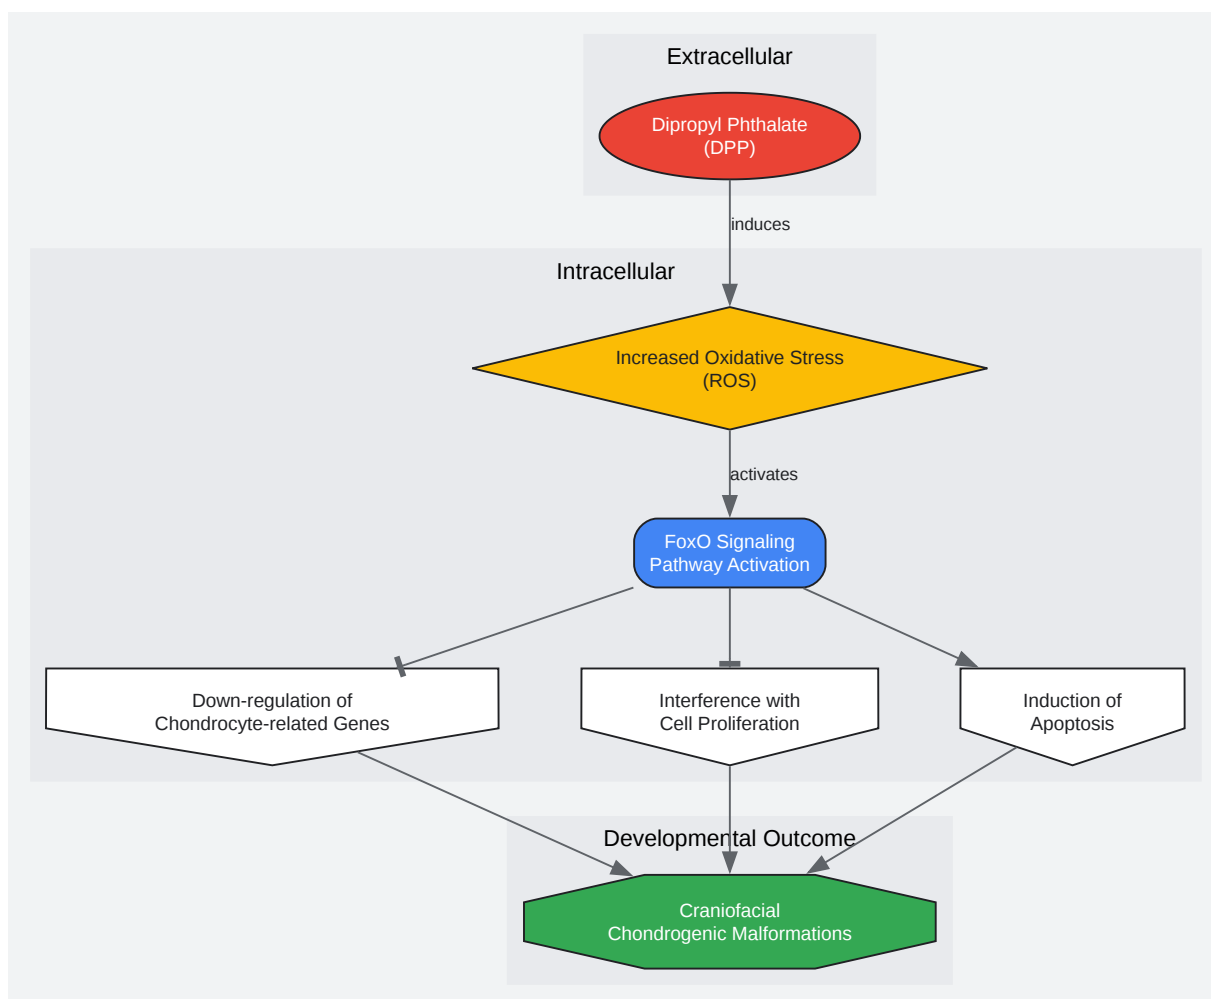 Extracellular
Dipropyl Phthalate
(DPP)
induces
Intracellular
Increased Oxidative Stress
(ROS)
activates
FoxO Signaling
Pathway Activation
Down-regulation of
Chondrocyte-related Genes
Interference with
Cell Proliferation
Induction of
Apoptosis
Developmental Outcome
Craniofacial
Chondrogenic Malformations